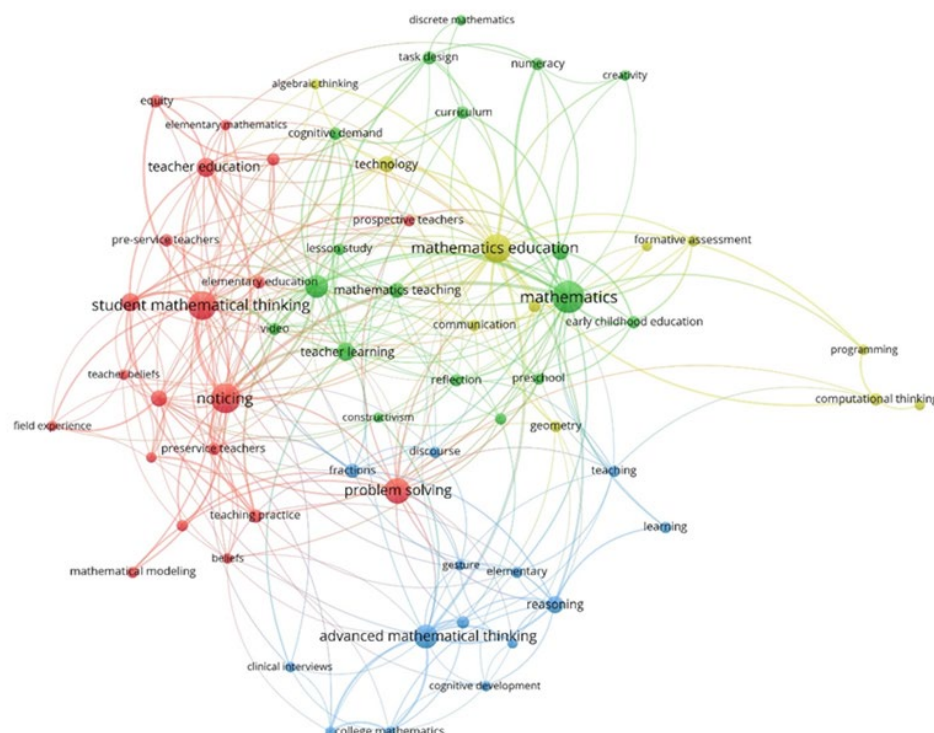 discrete mathematics
task design
numeracy
creativity
algebraic thinking
equity
curriculum
elementary mathematics
cognitive demand
teacher education
technology
prospective teachers
pre-service teachers
lesson study
mathematics education
formative assessment
elementary education
mathematics teaching
mathematics
student mathematical thinking
video
communication
early childhood education
teacher learning
programming
teacher beliefs
reflection
preschool
noticing
computational thinking
field experience
constructivism
geometry
preservice teachers
discourse
fractions
teaching
problem solving
teaching practice
learning
beliefs
gesture
elementary
mathematical modeling
reasoning
advanced mathematical thinking
clinical interviews
cognitive development
college mathematics